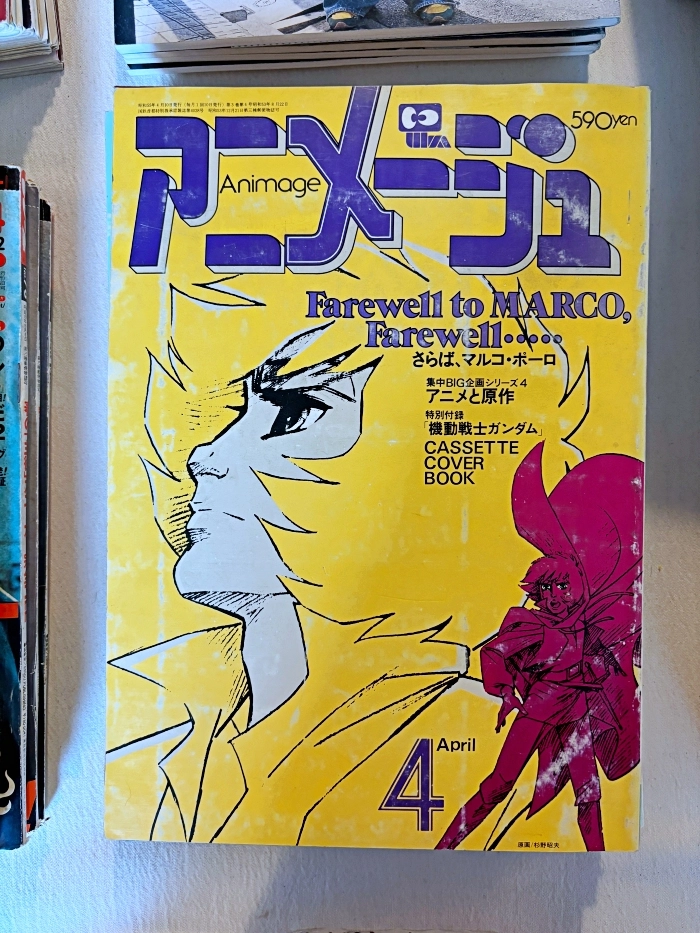 アニメージュ
Animage
590yen
Farewell to MARCO,
Farewell・・・・・
さらば、マルコ・ポーロ
集中BIG企画シリーズ4
アニメと原作
特別付録
「機動戦士ガンダム」
CASSETTE
COVER
BOOK
4 April
原画/杉野昭夫